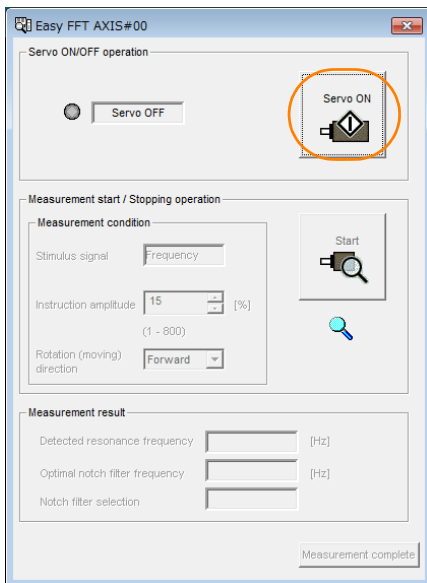 Easy FFT AXIS#00
Servo ON/OFF operation
Servo OFF
Servo ON
Measurement start / Stopping operation
Measurement condition
Stimulus signal Frequency
Instruction amplitude 15 [%]
(1 - 800)
Rotation (moving)
direction
Forward
Start
Measurement result
Detected resonance frequency [Hz]
Optimal notch filter frequency [Hz]
Notch filter selection
Measurement complete